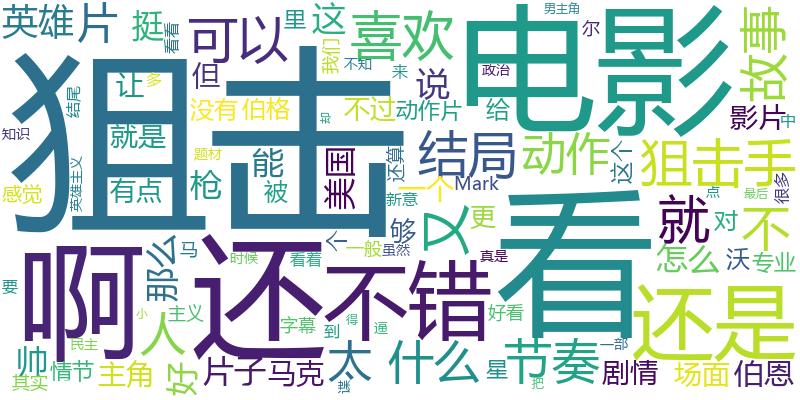 英雄
片
挺
可以
里
这
喜欢
电影
男主角
尔
故事
看看
我们
不知
来
政治
狙击
但
说
结尾
让
多
没有
伯格
不过
动作片
给
影片
中
知识
就是
却
题材
结局
动作
这个
狙击手
感觉
英雄主义
有点
枪
能
被
美国
还算
一个
Mark
新意
很多
点
最后
啊
还
不错
看
又
更
就
对
不
那么
马
个
够
一般
虽然
真是
怎么
沃
专业
时候
看着
要
主义
人
小
字幕
到
得
逼
好看
还是
帅
民主
情节
其实
主角
好
片子
马克
太
谍
什么
星
节奏
一部
把
剧情
场面
伯恩